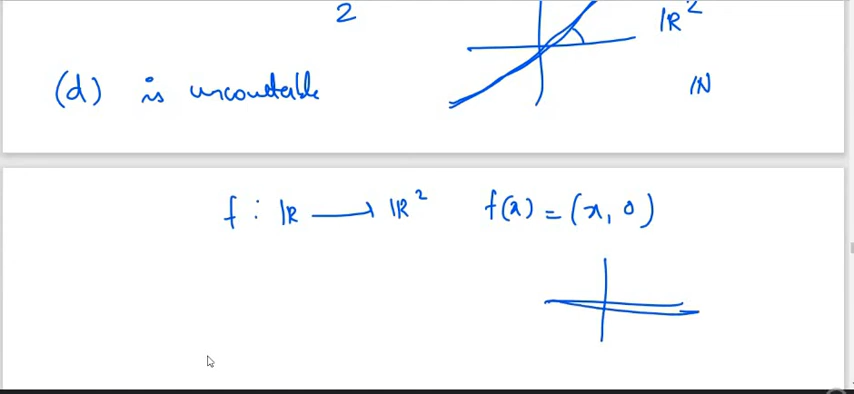 2
ℝ²
(d) is uncountable
ℕ
f : ℝ ⟶ ℝ² f(x) = (x, 0)